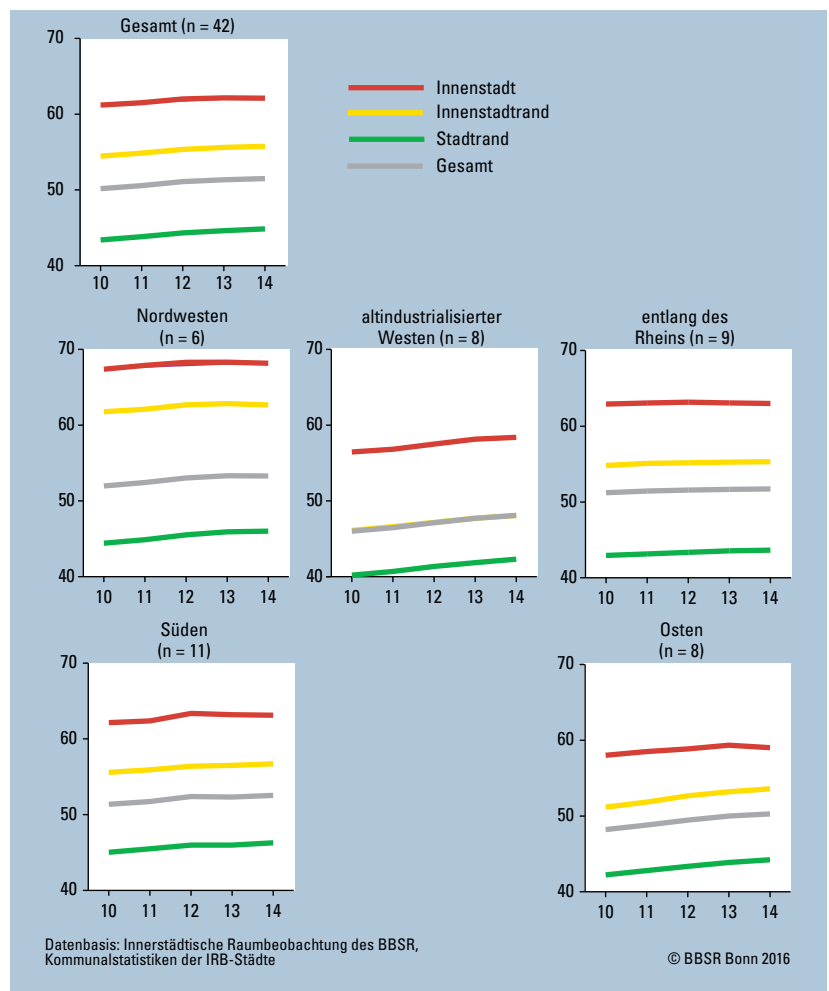 Gesamt (n = 42)
70
60
50
40
10 11 12 13 14
Innenstadt
Innenstadtrand
Stadtrand
Gesamt
Nordwesten
(n = 6)
70
60
50
40
10 11 12 13 14
altindustrialisierter
Westen (n = 8)
70
60
50
40
10 11 12 13 14
entlang des
Rheins (n = 9)
70
60
50
40
10 11 12 13 14
Süden
(n = 11)
70
60
50
40
10 11 12 13 14
Osten
(n = 8)
70
60
50
40
10 11 12 13 14
Datenbasis: Innerstädtische Raumbeobachtung des BBSR,
Kommunalstatistiken der IRB-Städte
© BBSR Bonn 2016